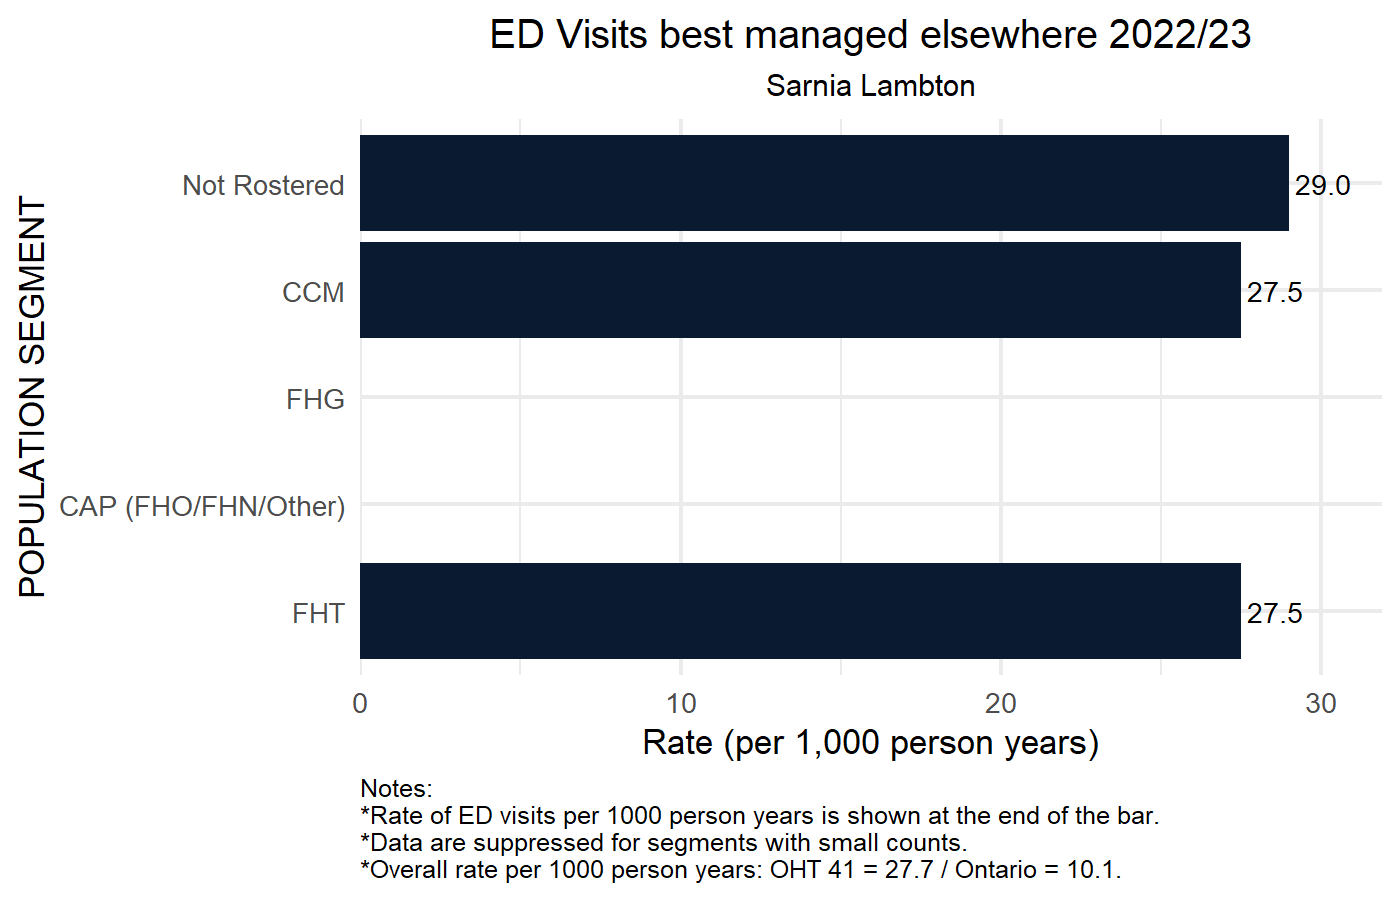 ED Visits best managed elsewhere 2022/23
Sarnia Lambton
POPULATION SEGMENT
Not Rostered
29.0
CCM
27.5
FHG
CAP (FHO/FHN/Other)
FHT
27.5
0 10 20 30
Rate (per 1,000 person years)
Notes:
*Rate of ED visits per 1000 person years is shown at the end of the bar.
*Data are suppressed for segments with small counts.
*Overall rate per 1000 person years: OHT 41 = 27.7 / Ontario = 10.1.